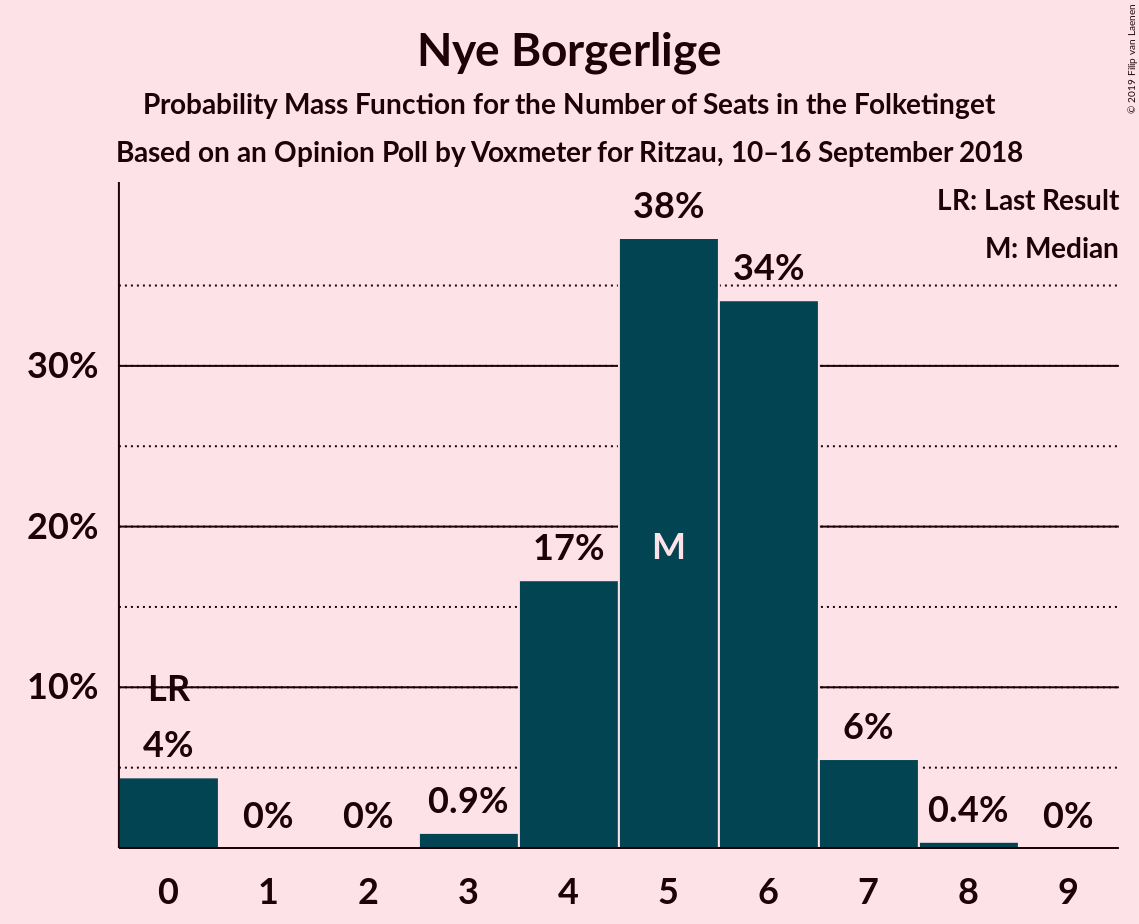 Nye Borgerlige
Probability Mass Function for the Number of Seats in the Folketinget
Based on an Opinion Poll by Voxmeter for Ritzau, 10–16 September 2018
© 2019 Filip van Laenen
LR: Last Result
M: Median
38%
34%
30%
20%
17%
M
10%
LR
4%
0%
0%
0.9%
6%
0.4%
0%
0 1 2 3 4 5 6 7 8 9